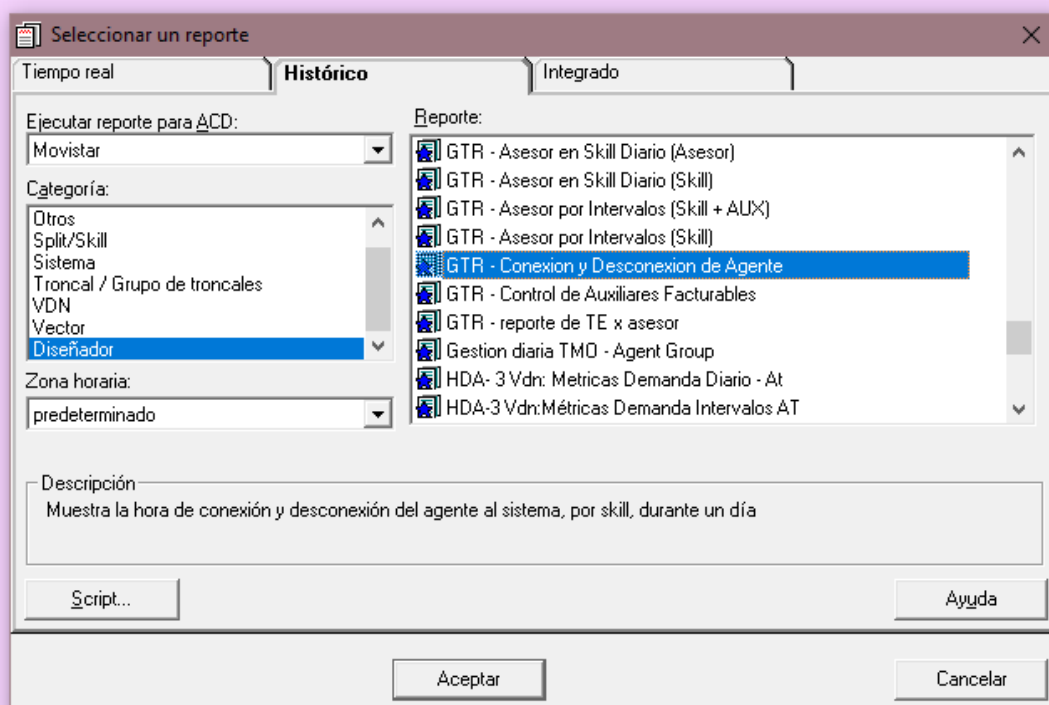 Seleccionar un reporte
Tiempo real
Histórico
Integrado
Ejecutar reporte para ACD:
Movistar
Categoría:
Otros
Split/Skill
Sistema
Troncal / Grupo de troncales
VDN
Vector
Diseñador
Zona horaria:
predeterminado
Reporte:
GTR - Asesor en Skill Diario (Asesor)
GTR - Asesor en Skill Diario (Skill)
GTR - Asesor por Intervalos (Skill + AUX)
GTR - Asesor por Intervalos (Skill)
GTR - Conexion y Desconexion de Agente
GTR - Control de Auxiliares Facturables
GTR - reporte de TE x asesor
Gestion diaria TMO - Agent Group
HDA- 3 Vdn: Metricas Demanda Diario - At
HDA-3 Vdn:Métricas Demanda Intervalos AT
Descripción
Muestra la hora de conexión y desconexión del agente al sistema, por skill, durante un día
Script...
Ayuda
Aceptar
Cancelar